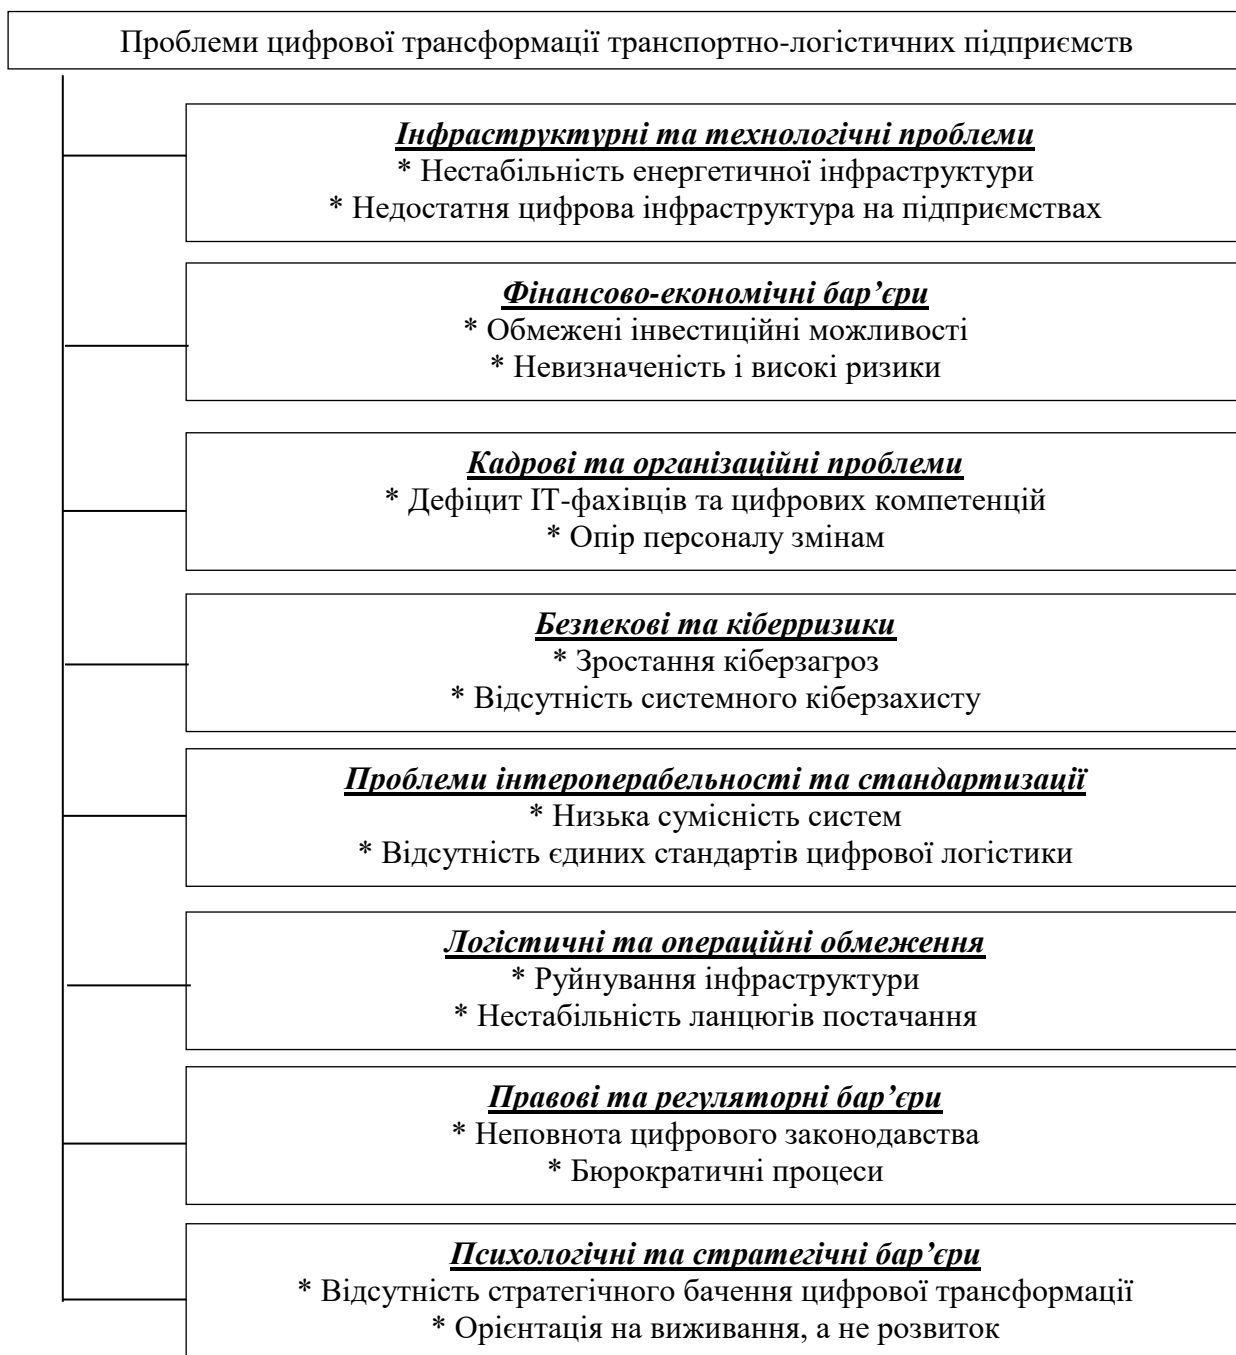 Проблеми цифрової трансформації транспортно-логістичних підприємств
Інфраструктурні та технологічні проблеми
* Нестабільність енергетичної інфраструктури
* Недостатня цифрова інфраструктура на підприємствах
Фінансово-економічні бар’єри
* Обмежені інвестиційні можливості
* Невизначеність і високі ризики
Кадрові та організаційні проблеми
* Дефіцит ІТ-фахівців та цифрових компетенцій
* Опір персоналу змінам
Безпекові та кіберризики
* Зростання кіберзагроз
* Відсутність системного кіберзахисту
Проблеми інтероперабельності та стандартизації
* Низька сумісність систем
* Відсутність єдиних стандартів цифрової логістики
Логістичні та операційні обмеження
* Руйнування інфраструктури
* Нестабільність ланцюгів постачання
Правові та регуляторні бар’єри
* Неповнота цифрового законодавства
* Бюрократичні процеси
Психологічні та стратегічні бар’єри
* Відсутність стратегічного бачення цифрової трансформації
* Орієнтація на виживання, а не розвиток